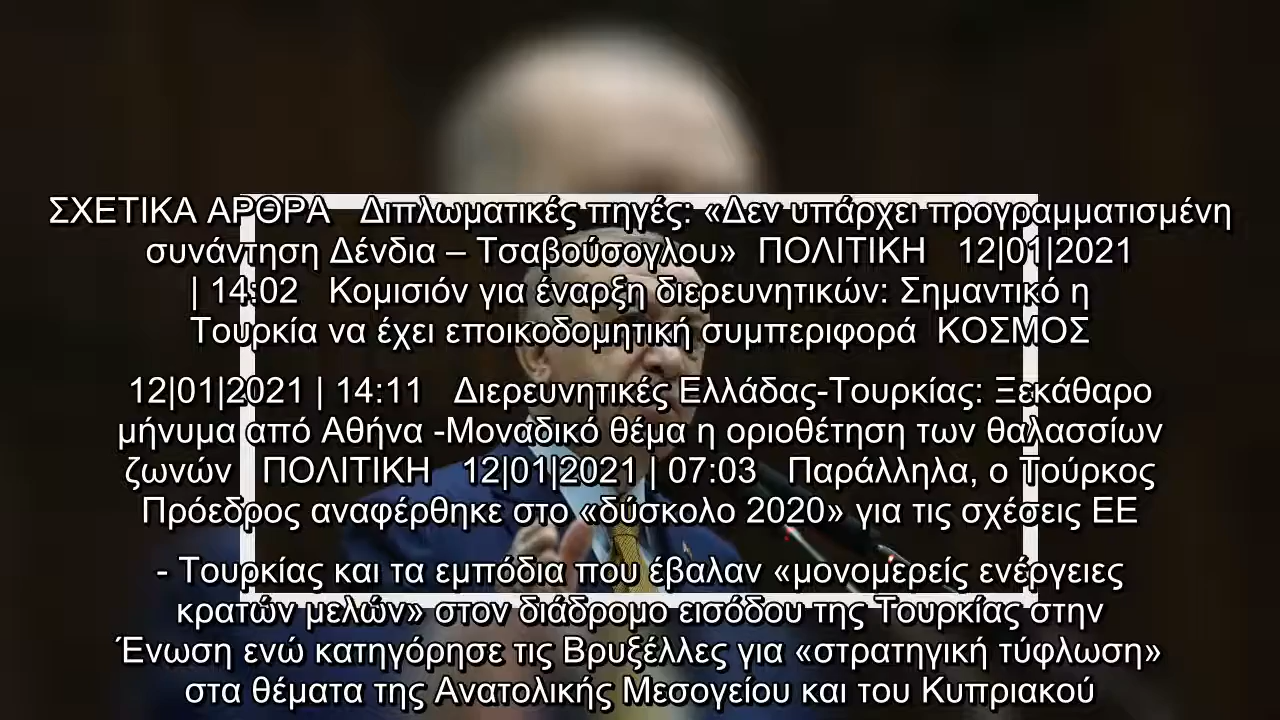 ΣΧΕΤΙΚΑ ΑΡΘΡΑ   Διπλωματικές πηγές: «Δεν υπάρχει προγραμματισμένη
συνάντηση Δένδια – Τσαβούσογλου»  ΠΟΛΙΤΙΚΗ   12|01|2021
| 14:02   Κομισιόν για έναρξη διερευνητικών: Σημαντικό η
Τουρκία να έχει εποικοδομητική συμπεριφορά  ΚΟΣΜΟΣ
12|01|2021 | 14:11   Διερευνητικές Ελλάδας-Τουρκίας: Ξεκάθαρο
μήνυμα από Αθήνα -Μοναδικό θέμα η οριοθέτηση των θαλασσίων
ζωνών   ΠΟΛΙΤΙΚΗ   12|01|2021 | 07:03   Παράλληλα, ο Τούρκος
Πρόεδρος αναφέρθηκε στο «δύσκολο 2020» για τις σχέσεις ΕΕ
- Τουρκίας και τα εμπόδια που έβαλαν «μονομερείς ενέργειες
κρατών μελών» στον διάδρομο εισόδου της Τουρκίας στην
Ένωση ενώ κατηγόρησε τις Βρυξέλλες για «στρατηγική τύφλωση»
στα θέματα της Ανατολικής Μεσογείου και του Κυπριακού